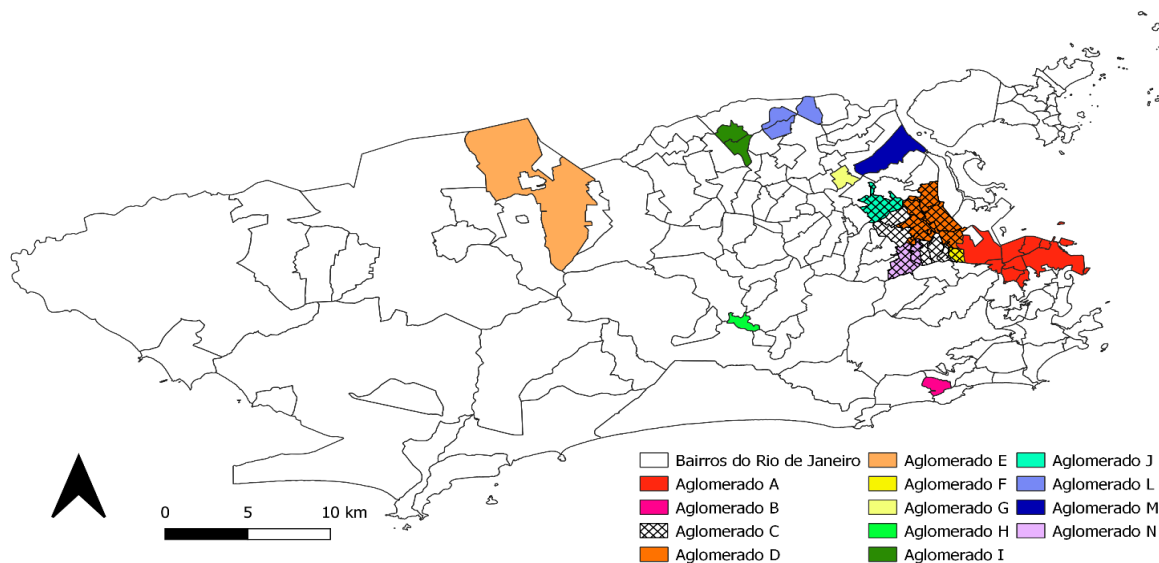 Bairros do Rio de Janeiro
Aglomerado A
Aglomerado B
Aglomerado C
Aglomerado D
Aglomerado E
Aglomerado F
Aglomerado G
Aglomerado H
Aglomerado I
Aglomerado J
Aglomerado L
Aglomerado M
Aglomerado N
0 5 10 km